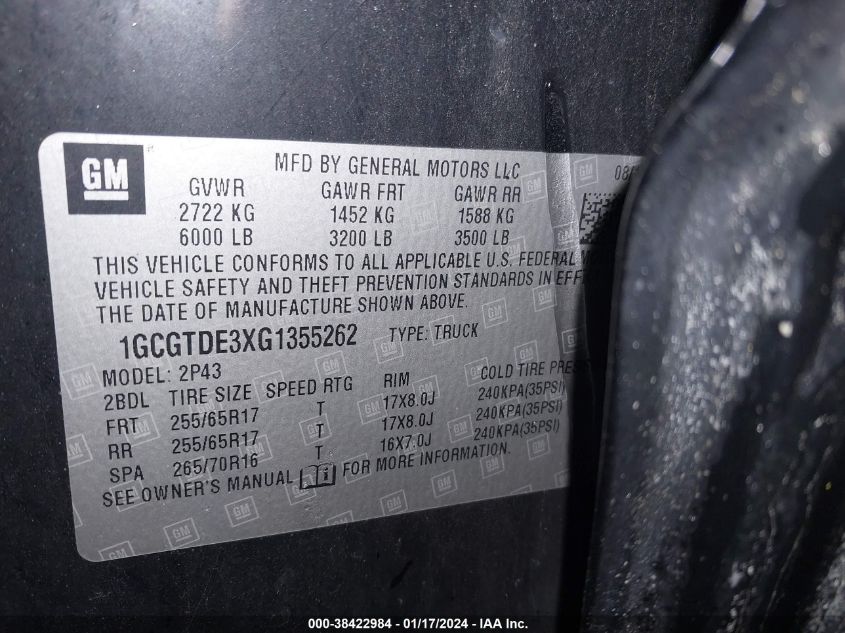 GM
MFD BY GENERAL MOTORS LLC
GVWR GAWR FRT GAWR RR
2722 KG 1452 KG 1588 KG
6000 LB 3200 LB 3500 LB
THIS VEHICLE CONFORMS TO ALL APPLICABLE U.S. FEDERAL
VEHICLE SAFETY AND THEFT PREVENTION STANDARDS IN
THE DATE OF MANUFACTURE SHOWN ABOVE.
1GCGTDE3XG1355262 TYPE: TRUCK
MODEL: 2P43
2BDL TIRE SIZE SPEED RTG RIM COLD TIRE
FRT 255/65R17 T 17X8.0J 240KPA(35PSI)
RR 255/65R17 T 17X8.0J 240KPA(35PSI)
SPA 265/70R16 T 16X7.0J 240KPA(35PSI)
SEE OWNER'S MANUAL FOR MORE INFORMATION.
000-38422984 / 01/17/2024 - IAA Inc.